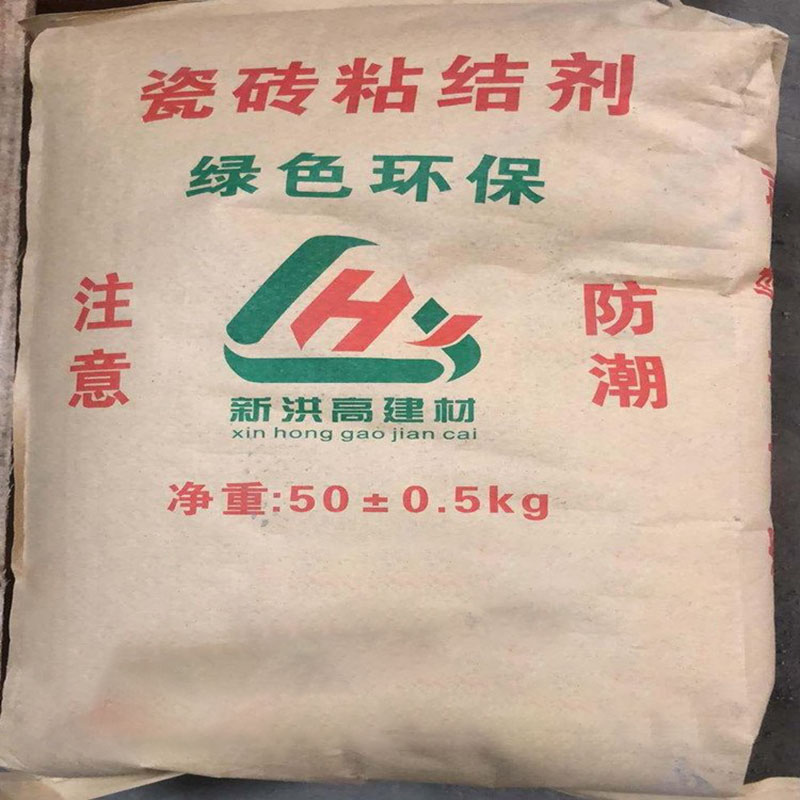 瓷砖粘结剂
绿色环保
注意
防潮
新洪高建材
xin hong gao jian cai
净重:50±0.5kg